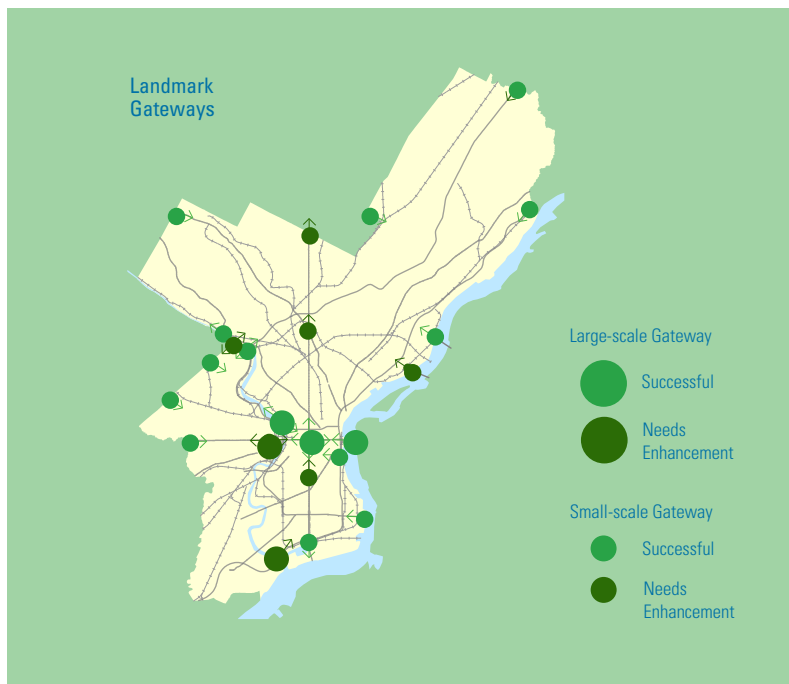 Landmark
Gateways
Large-scale Gateway
Successful
Needs
Enhancement
Small-scale Gateway
Successful
Needs
Enhancement